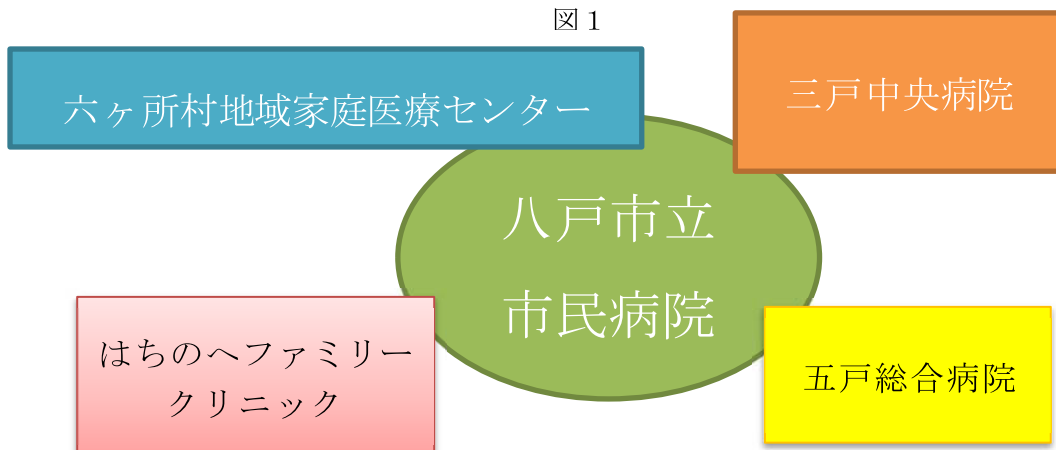 図1
六ヶ所村地域家庭医療センター
三戸中央病院
八戸市立
市民病院
はちのへファミリー
クリニック
五戸総合病院